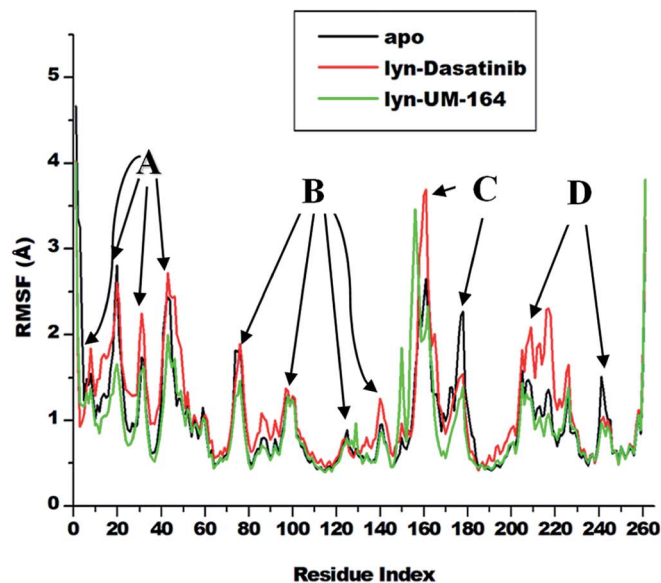 apo
lyn-Dasatinib
lyn-UM-164
A
B
C
D
RMSF (Å)
5
4
3
2
1
0
0 20 40 60 80 100 120 140 160 180 200 220 240 260
Residue Index